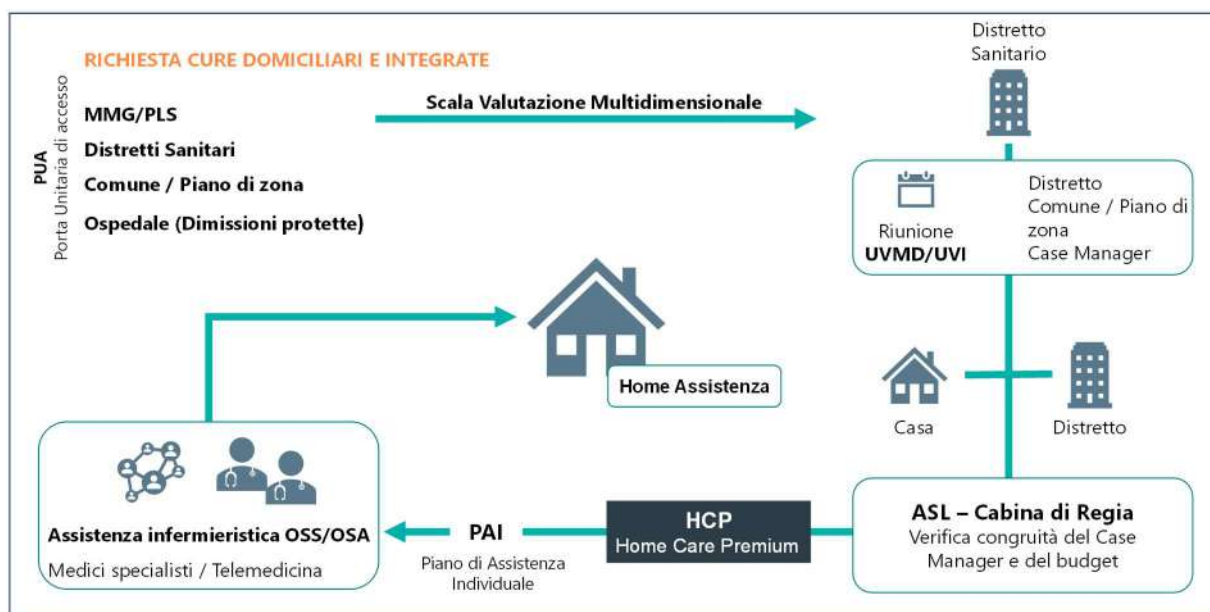 RICHIESTA CURE DOMICILIARI E INTEGRATE
PUA
Porta Unitaria di accesso
MMG/PLS
Distretti Sanitari
Comune / Piano di zona
Ospedale (Dimissioni protette)
Scala Valutazione Multidimensionale
Distretto
Sanitario
Riunione
UVMD/UVI
Distretto
Comune / Piano di
zona
Case Manager
Casa
Distretto
ASL – Cabina di Regia
Verifica congruità del Case
Manager e del budget
HCP
Home Care Premium
PAI
Piano di Assistenza
Individuale
Assistenza infermieristica OSS/OSA
Medici specialisti / Telemedicina
Home Assistenza